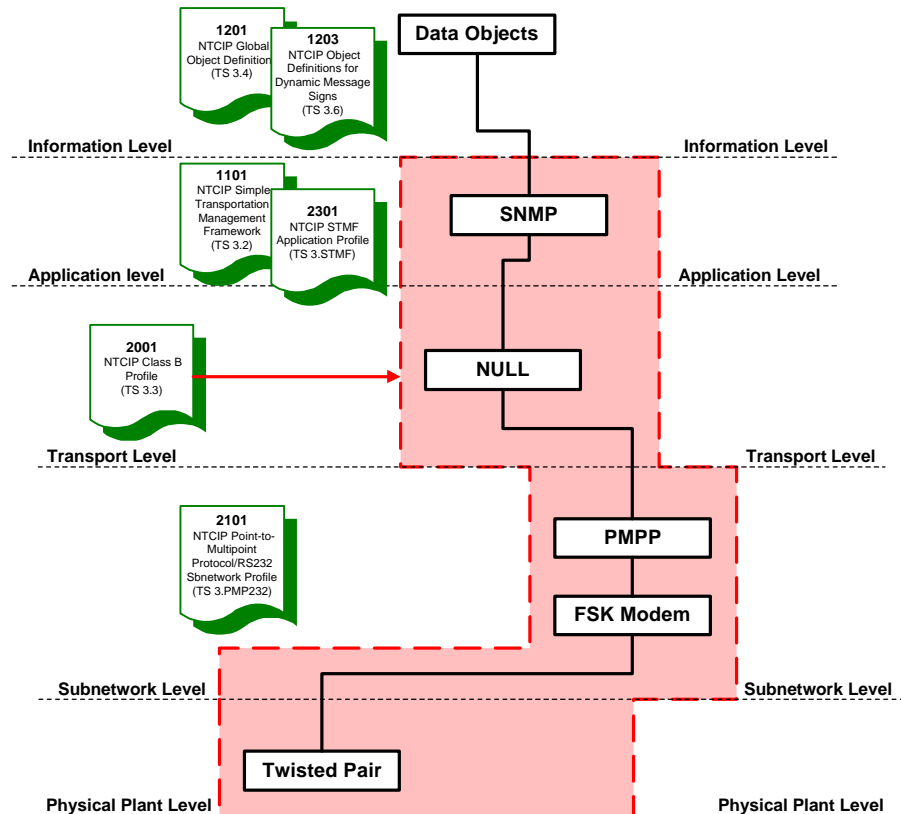 1201
NTCIP Global
Object Definitions
(TS 3.4)
1203
NTCIP Object
Definitions for
Dynamic Message
Signs
(TS 3.6)
Data Objects
Information Level
Information Level
1101
NTCIP Simple
Transportation
Management
Framework
(TS 3.2)
2301
NTCIP STMF
Application Profile
(TS 3.STMF)
SNMP
Application level
Application Level
2001
NTCIP Class B
Profile
(TS 3.3)
NULL
Transport Level
Transport Level
2101
NTCIP Point-to-
Multipoint
Protocol/RS232
Sbnetwork Profile
(TS 3.PMP232)
PMPP
FSK Modem
Subnetwork Level
Subnetwork Level
Twisted Pair
Physical Plant Level
Physical Plant Level